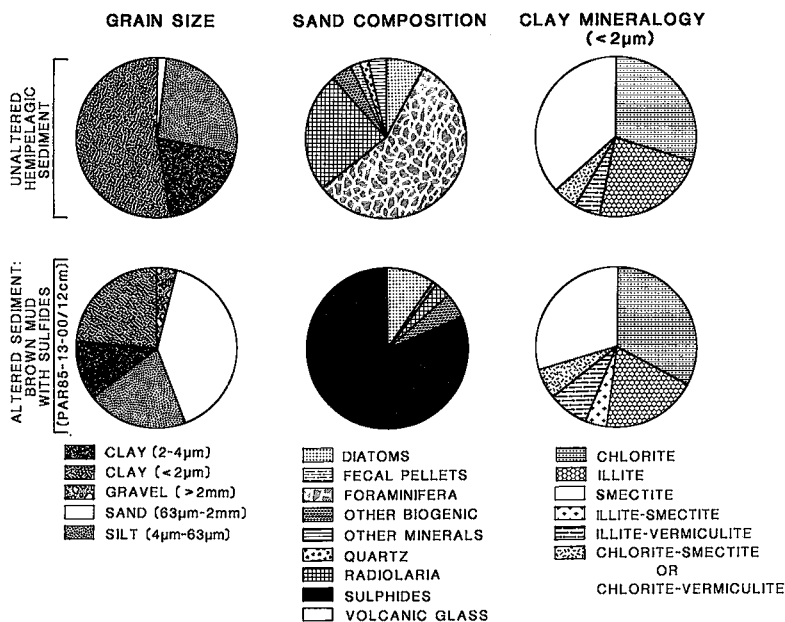 GRAIN SIZE
SAND COMPOSITION
CLAY MINERALOGY
(<2µm)
UNALTERED
HEMIPELAGIC
SEDIMENT
ALTERED SEDIMENT:
BROWN MUD
WITH SULFIDES
(PAR85-13-00/12cm)
CLAY (2-4µm)
CLAY (<2µm)
GRAVEL (>2mm)
SAND (63µm-2mm)
SILT (4µm-63µm)
DIATOMS
FECAL PELLETS
FORAMINIFERA
OTHER BIOGENIC
OTHER MINERALS
QUARTZ
RADIOLARIA
SULPHIDES
VOLCANIC GLASS
CHLORITE
ILLITE
SMECTITE
ILLITE-SMECTITE
ILLITE-VERMICULITE
CHLORITE-SMECTITE
OR
CHLORITE-VERMICULITE